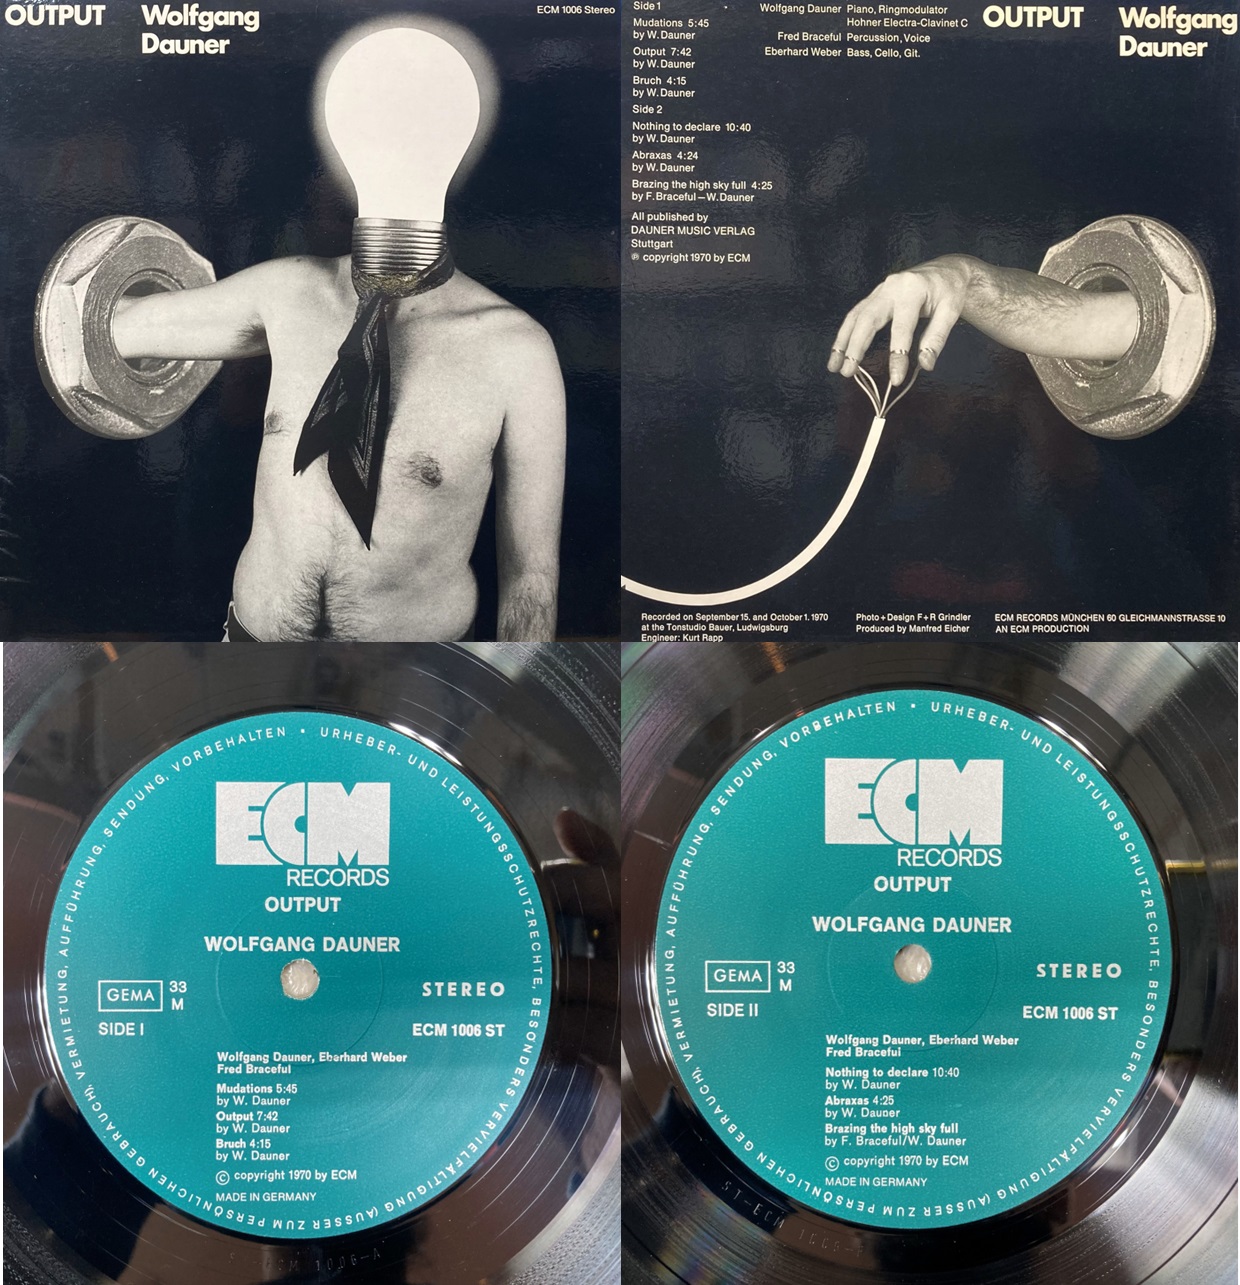 OUTPUT
Wolfgang
Dauner
ECM 1006 Stereo
Side 1
Mudations 5:45
by W. Dauner
Output 7:42
by W. Dauner
Bruch 4:15
by W. Dauner
Side 2
Nothing to declare 10:40
by W. Dauner
Abraxas 4:24
by W. Dauner
Brazing the high sky full 4:25
by F. Braceful – W. Dauner
All published by
DAUNER MUSIC VERLAG
Stuttgart
℗ copyright 1970 by ECM
Wolfgang Dauner Piano, Ringmodulator
Hohner Electra-Clavinet C
Fred Braceful Percussion, Voice
Eberhard Weber Bass, Cello, Git.
OUTPUT
Wolfgang
Dauner
Recorded on September 15. and October 1. 1970
at the Tonstudio Bauer, Ludwigsburg
Engineer: Kurt Rapp
Photo + Design F + R Grindler
Produced by Manfred Eicher
ECM RECORDS MÜNCHEN 60 GLEICHMANNSTRASSE 10
AN ECM PRODUCTION
URHEBER- UND LEISTUNGSSCHUTZRECHTE, BESONDERS VERVIELFÄLTIGUNG (AUSSER ZUM PERSÖNLICHEN GEBRAUCH), VERMIETUNG, AUFFÜHRUNG, SENDUNG, VORBEHALTEN •
ECM
RECORDS
OUTPUT
WOLFGANG DAUNER
GEMA
33
M
STEREO
SIDE I
ECM 1006 ST
Wolfgang Dauner, Eberhard Weber
Fred Braceful
Mudations 5:45
by W. Dauner
Output 7:42
by W. Dauner
Bruch 4:15
by W. Dauner
© copyright 1970 by ECM
MADE IN GERMANY
URHEBER- UND LEISTUNGSSCHUTZRECHTE, BESONDERS VERVIELFÄLTIGUNG (AUSSER ZUM PERSÖNLICHEN GEBRAUCH), VERMIETUNG, AUFFÜHRUNG, SENDUNG, VORBEHALTEN •
ECM
RECORDS
OUTPUT
WOLFGANG DAUNER
GEMA
33
M
STEREO
SIDE II
ECM 1006 ST
Wolfgang Dauner, Eberhard Weber
Fred Braceful
Nothing to declare 10:40
by W. Dauner
Abraxas 4:25
by W. Dauner
Brazing the high sky full
by F. Braceful/W. Dauner
© copyright 1970 by ECM
MADE IN GERMANY